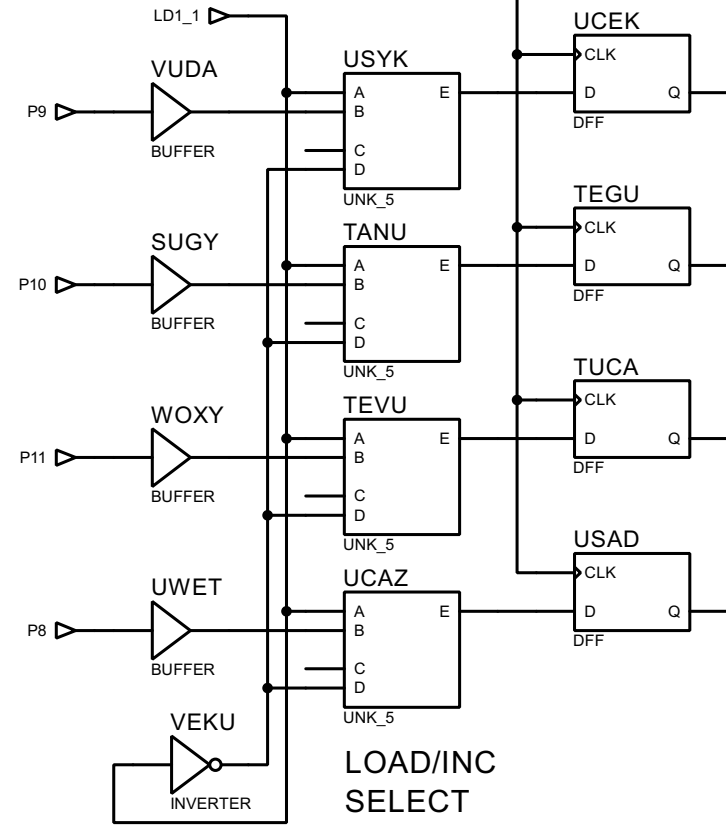 LD1_1
UCEK
CLK
D Q
DFF
VUDA
P9
BUFFER
USYK
A E
B
C
D
UNK_5
TEGU
CLK
D Q
DFF
SUGY
P10
BUFFER
TANU
A E
B
C
D
UNK_5
TUCA
CLK
D Q
DFF
WOXY
P11
BUFFER
TEVU
A E
B
C
D
UNK_5
USAD
CLK
D Q
DFF
UWET
P8
BUFFER
UCAZ
A E
B
C
D
UNK_5
VEKU
INVERTER
LOAD/INC
SELECT